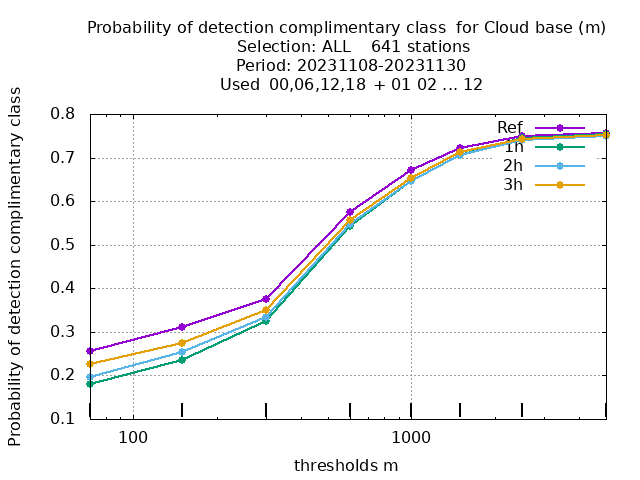 Probability of detection complimentary class  for Cloud base (m)
Selection: ALL    641 stations
Period: 20231108-20231130
Used  00,06,12,18  + 01 02 ... 12
Probability of detection complimentary class
0.8
0.7
0.6
0.5
0.4
0.3
0.2
0.1
Ref
1h
2h
3h
100
1000
thresholds m